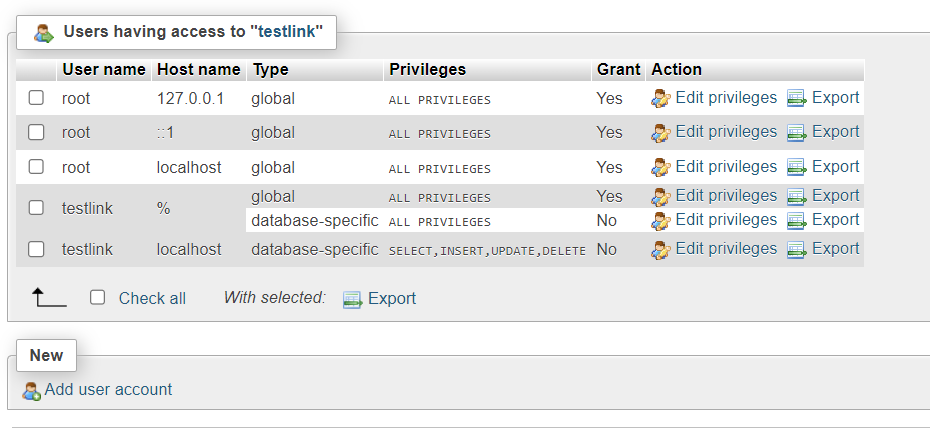 Users having access to "testlink"
User name Host name Type Privileges Grant Action
root 127.0.0.1 global ALL PRIVILEGES Yes Edit privileges Export
root ::1 global ALL PRIVILEGES Yes Edit privileges Export
root localhost global ALL PRIVILEGES Yes Edit privileges Export
testlink % global ALL PRIVILEGES Yes Edit privileges Export
database-specific ALL PRIVILEGES No Edit privileges Export
testlink localhost database-specific SELECT,INSERT,UPDATE,DELETE No Edit privileges Export
Check all With selected: Export
New
Add user account